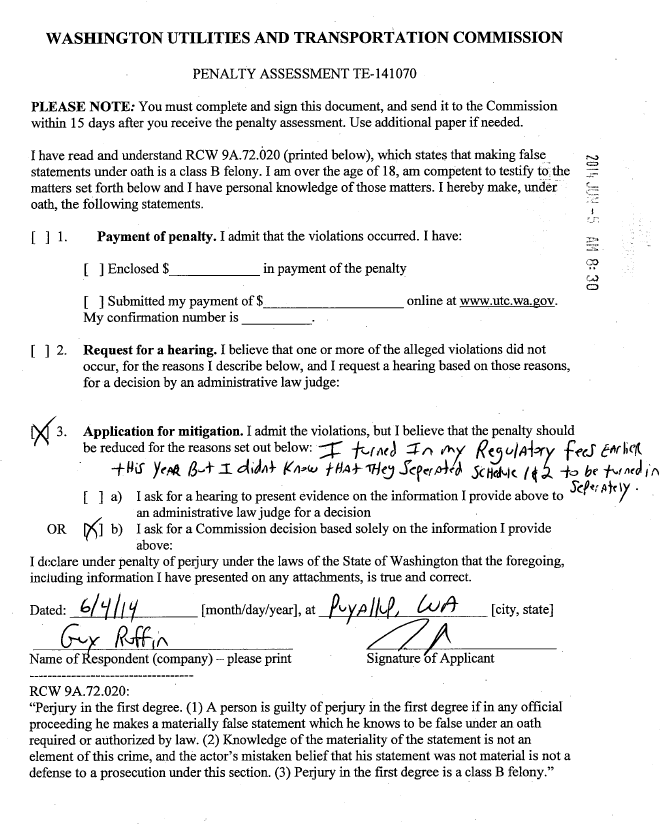 WASHINGTON UTILITIES AND TRANSPORTATION COMMISSION
PENALTY ASSESSMENT TE-141070
PLEASE NOTE: You must complete and sign this document, and send it to the Commission
within 15 days after you receive the penalty assessment. Use additional paper if needed.
I have read and understand RCW 9A.72.020 (printed below), which states that making false
statements under oath is a class B felony. I am over the age of 18, am competent to testify to the
matters set forth below and I have personal knowledge of those matters. I hereby make, under
oath, the following statements.
2014 JUN -5 AM 8:30
[ ] 1. Payment of penalty. I admit that the violations occurred. I have:
[ ] Enclosed $____________ in payment of the penalty
[ ] Submitted my payment of $____________________ online at www.utc.wa.gov.
My confirmation number is __________.
[ ] 2. Request for a hearing. I believe that one or more of the alleged violations did not
occur, for the reasons I describe below, and I request a hearing based on those reasons,
for a decision by an administrative law judge:
[X] 3. Application for mitigation. I admit the violations, but I believe that the penalty should
be reduced for the reasons set out below: I turned In my Regulatory fees Earlier
this year But I didnt Know tHAT THey Seperated Schedule 1&2 to be turned in
Seperately.
[ ] a) I ask for a hearing to present evidence on the information I provide above to
an administrative law judge for a decision
OR [X] b) I ask for a Commission decision based solely on the information I provide
above:
I declare under penalty of perjury under the laws of the State of Washington that the foregoing,
including information I have presented on any attachments, is true and correct.
Dated: 6/4/14 [month/day/year], at Puyallup, WA [city, state]
Guy Ruffin
Name of Respondent (company) – please print Signature of Applicant
-----------------------------------
RCW 9A.72.020:
“Perjury in the first degree. (1) A person is guilty of perjury in the first degree if in any official
proceeding he makes a materially false statement which he knows to be false under an oath
required or authorized by law. (2) Knowledge of the materiality of the statement is not an
element of this crime, and the actor's mistaken belief that his statement was not material is not a
defense to a prosecution under this section. (3) Perjury in the first degree is a class B felony.”